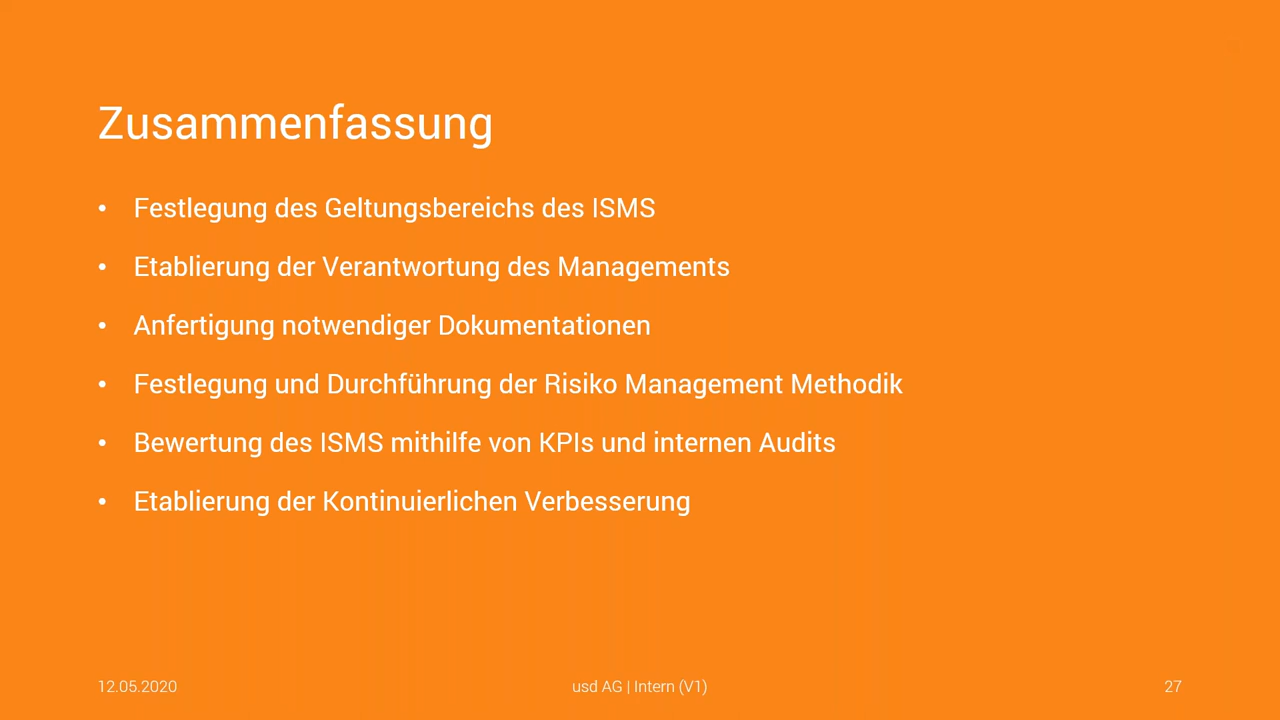 Zusammenfassung
• Festlegung des Geltungsbereichs des ISMS
• Etablierung der Verantwortung des Managements
• Anfertigung notwendiger Dokumentationen
• Festlegung und Durchführung der Risiko Management Methodik
• Bewertung des ISMS mithilfe von KPIs und internen Audits
• Etablierung der Kontinuierlichen Verbesserung
12.05.2020 usd AG | Intern (V1) 27